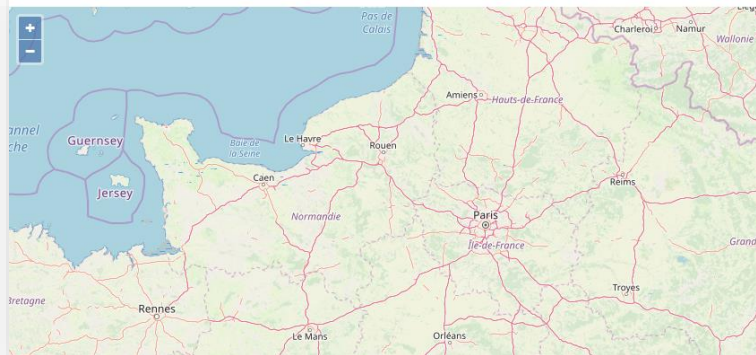 +
−
Pas de
Calais
Charleroi
Namur
Wallonie
Amiens
Hauts-de-France
Guernsey
Baie de
la Seine
Le Havre
Rouen
Jersey
Caen
Reims
Normandie
Paris
Île-de-France
Grand
Bretagne
Rennes
Troyes
Le Mans
Orléans